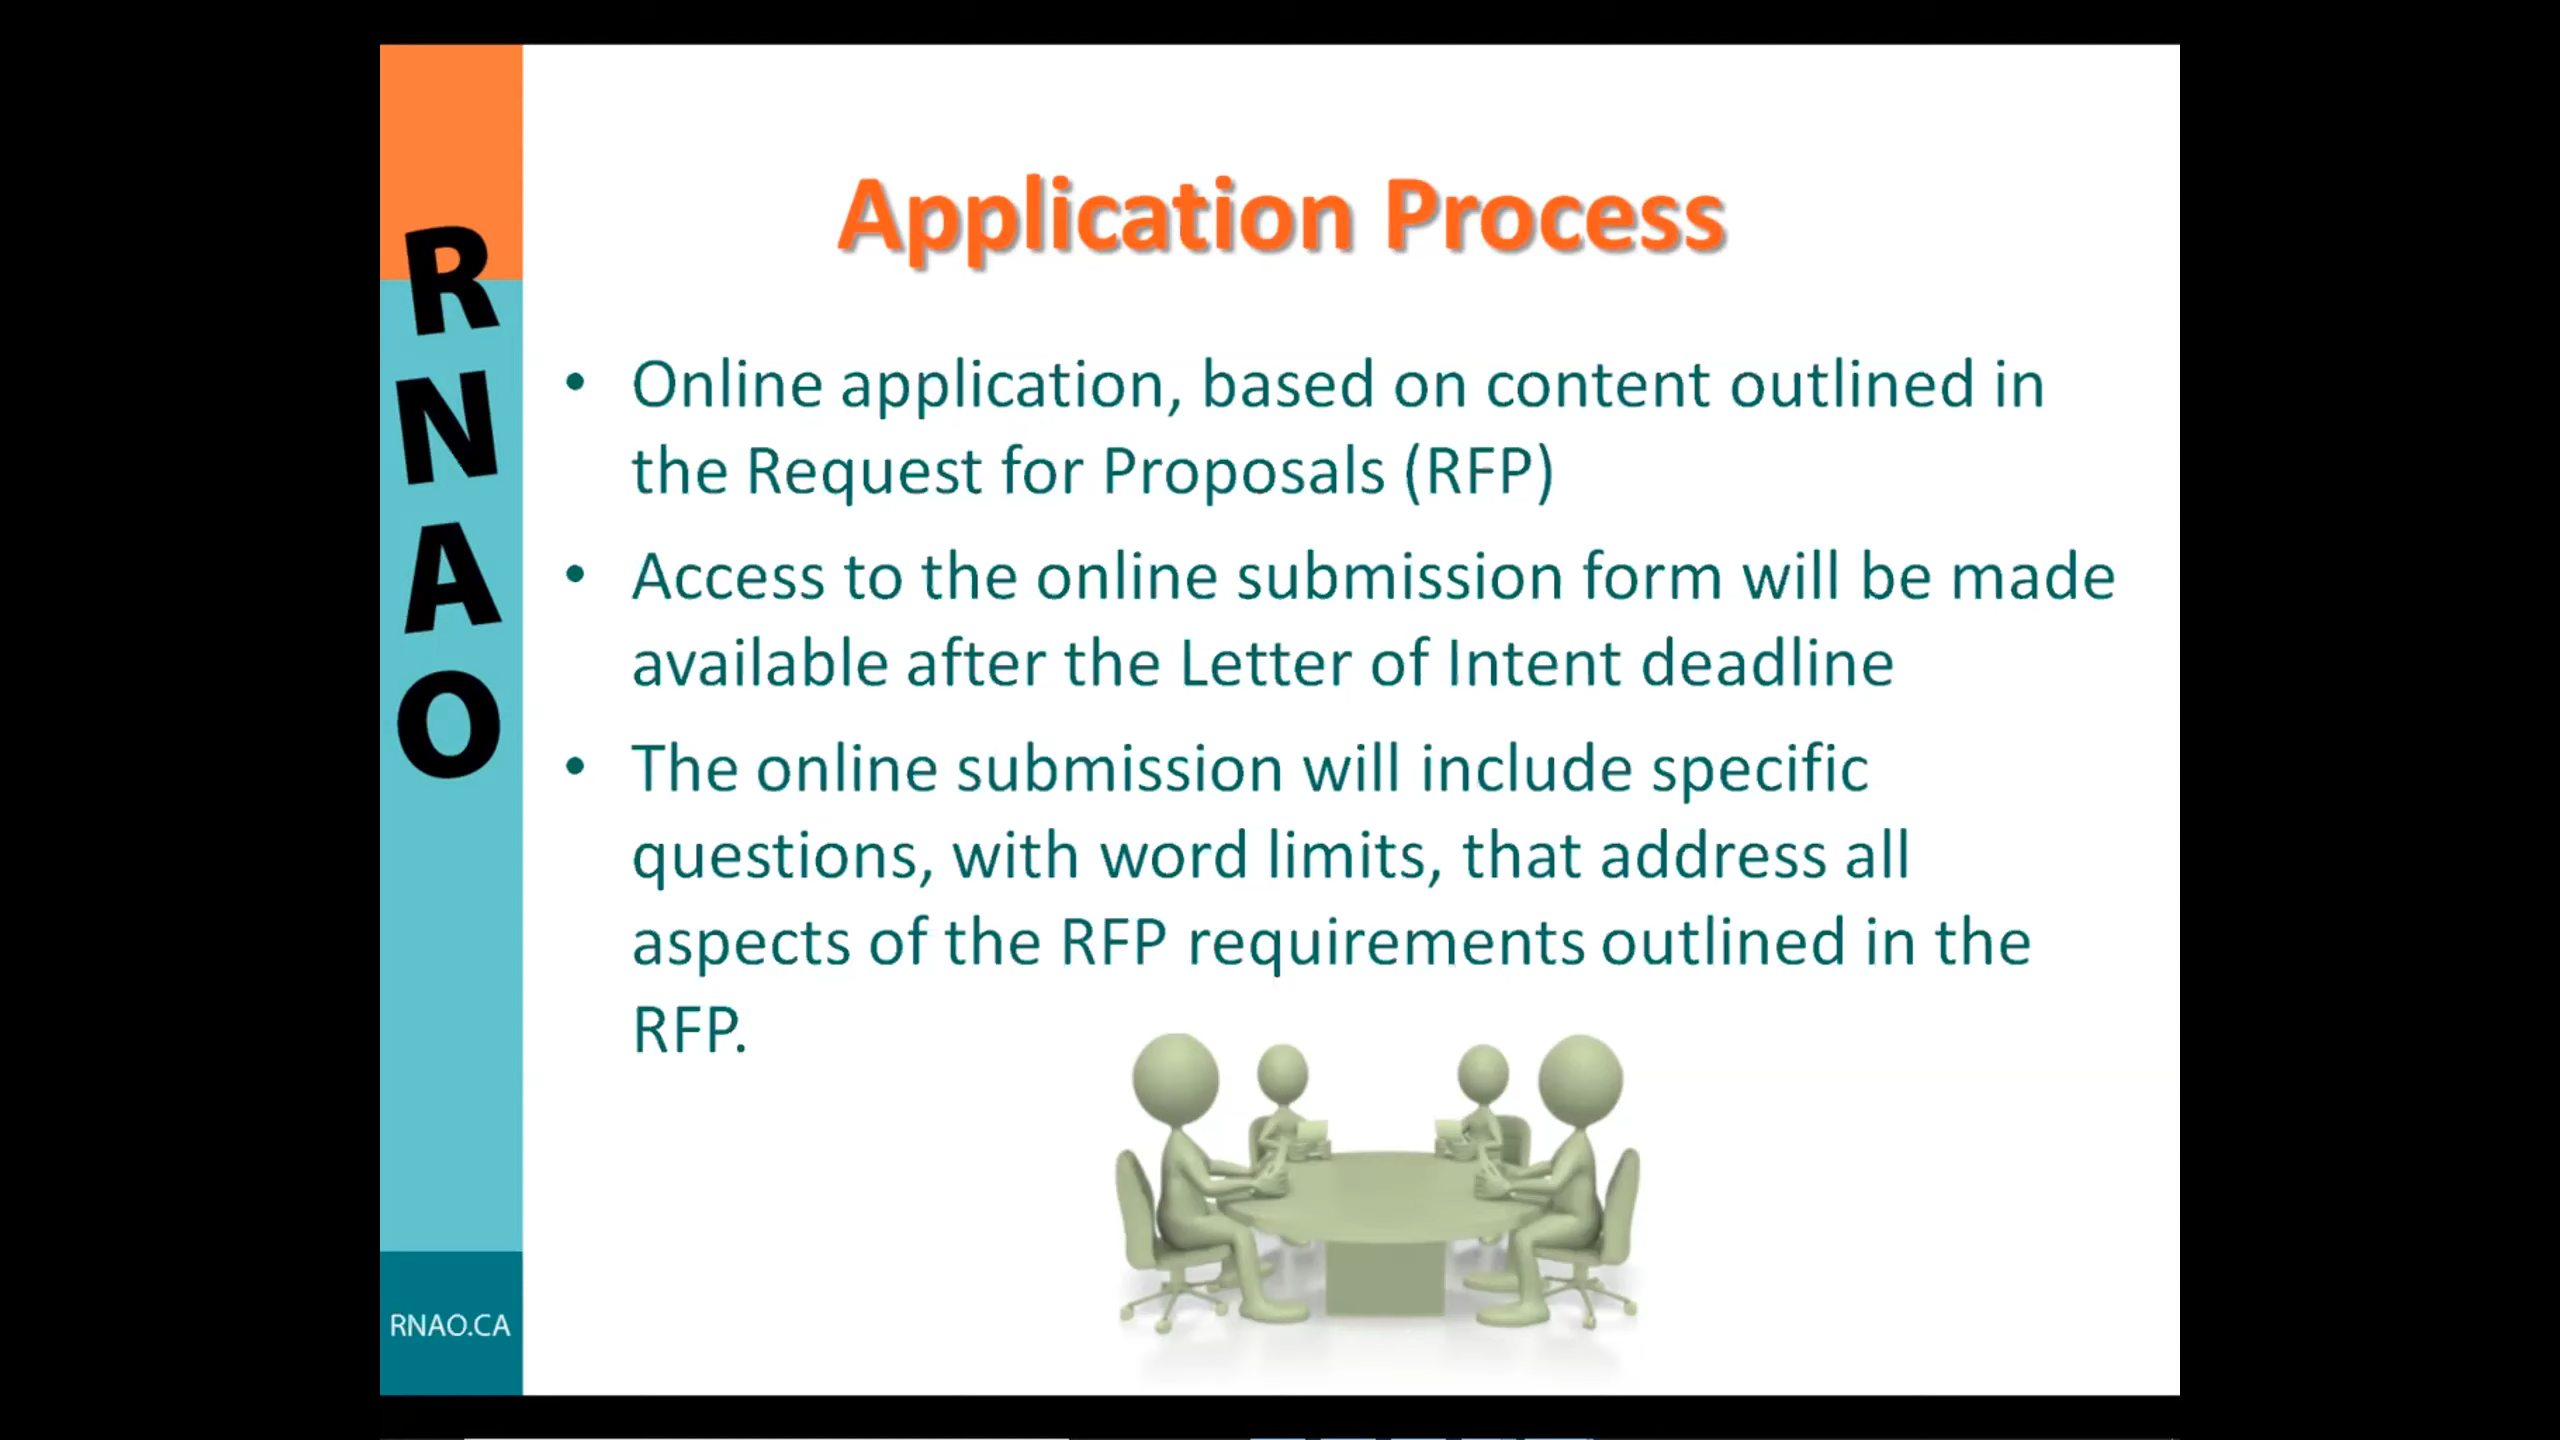 RNAO
Application Process
• Online application, based on content outlined in
the Request for Proposals (RFP)
• Access to the online submission form will be made
available after the Letter of Intent deadline
• The online submission will include specific
questions, with word limits, that address all
aspects of the RFP requirements outlined in the
RFP.
RNAO.CA